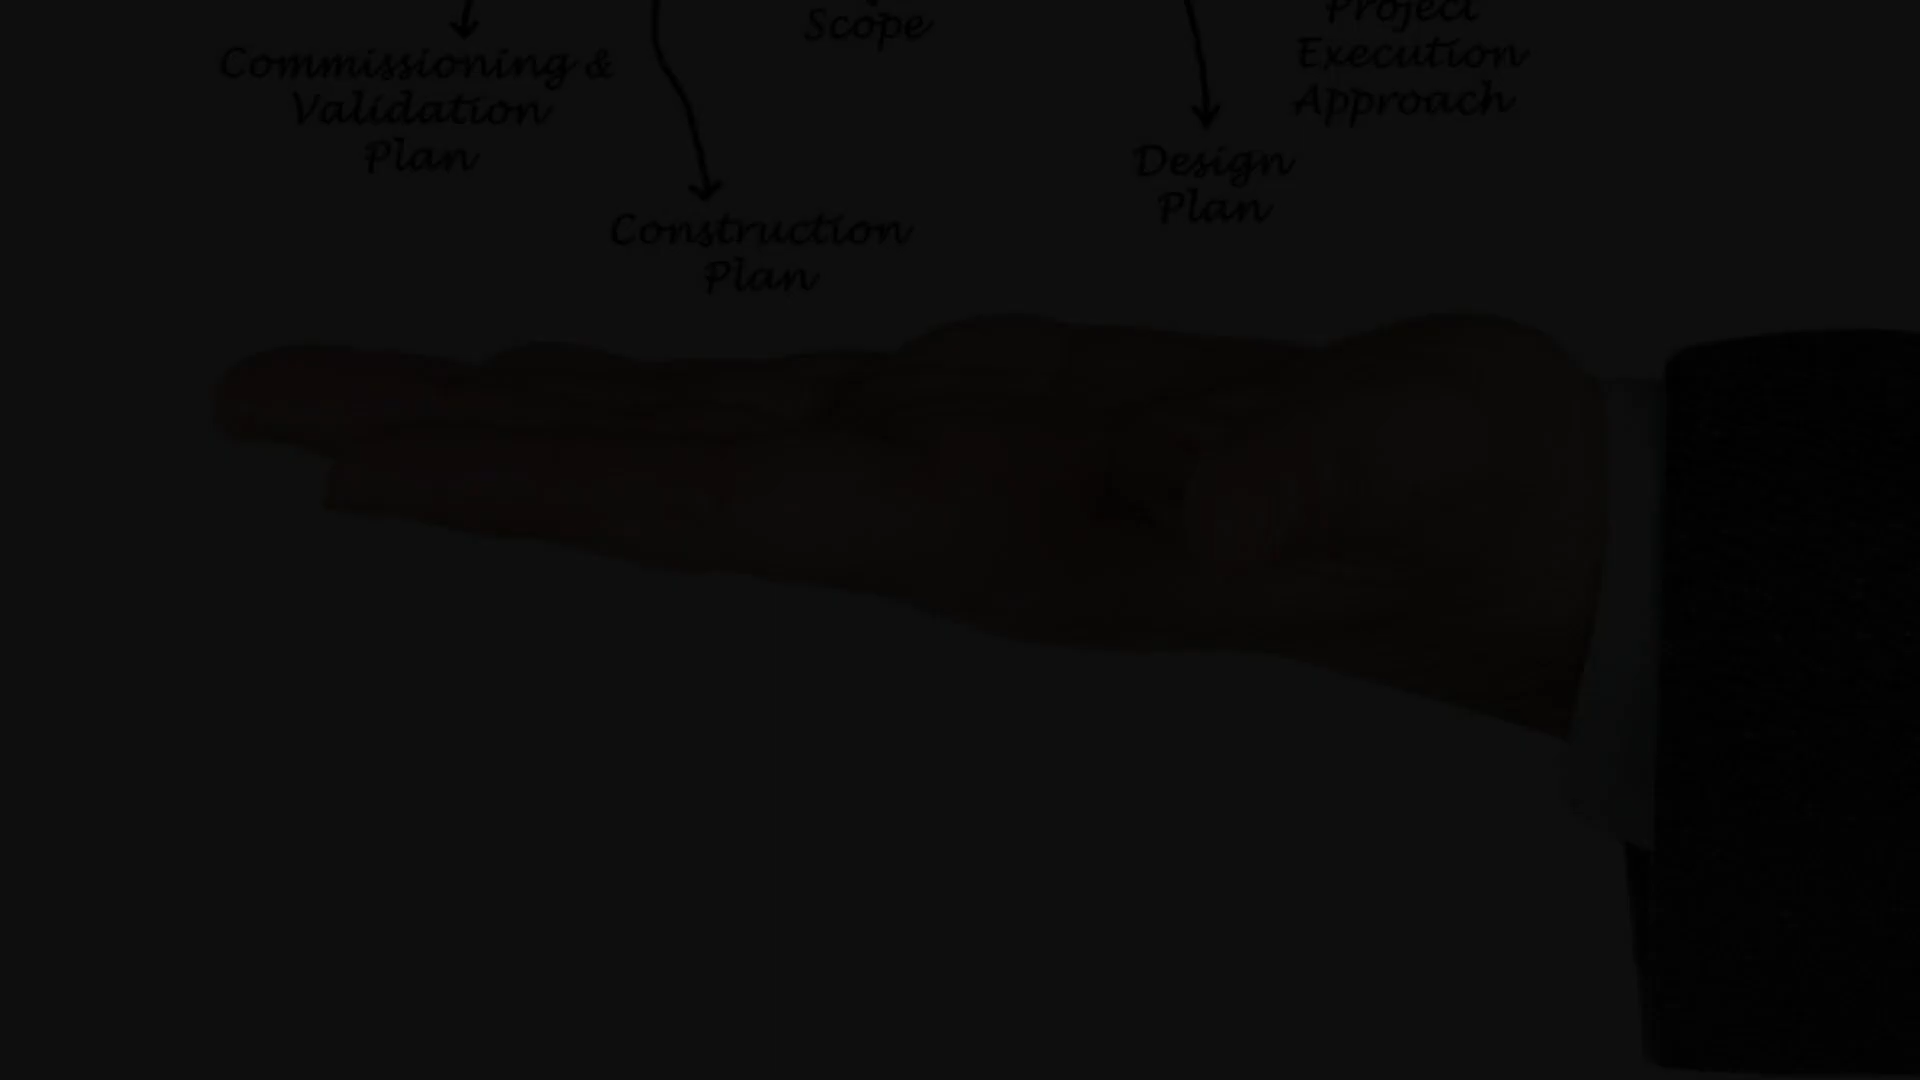 Scope
Project
Execution
Approach
Commissioning &
Validation
Plan
Design
Plan
Construction
Plan